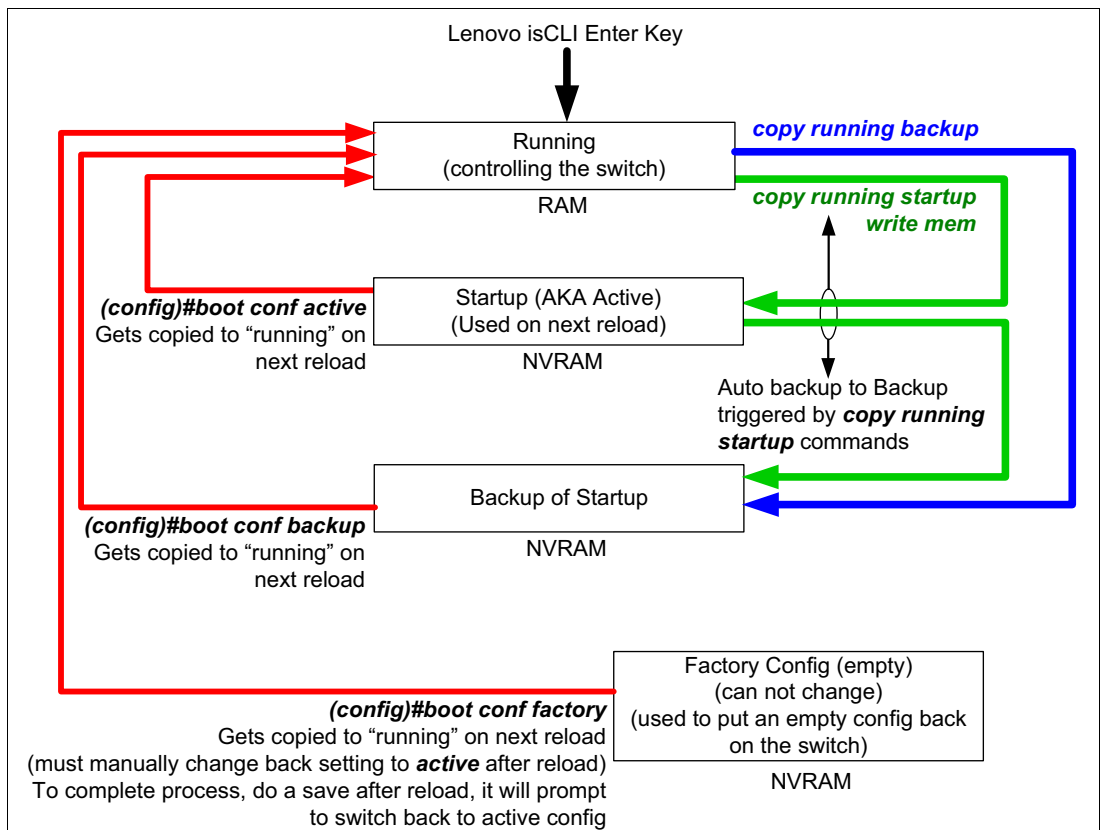 Lenovo isCLI Enter Key
Running
(controlling the switch)
RAM
copy running backup
copy running startup
write mem
Startup (AKA Active)
(Used on next reload)
NVRAM
(config)#boot conf active
Gets copied to “running” on
next reload
Auto backup to Backup
triggered by copy running
startup commands
Backup of Startup
NVRAM
(config)#boot conf backup
Gets copied to “running” on
next reload
Factory Config (empty)
(can not change)
(used to put an empty config back
on the switch)
NVRAM
(config)#boot conf factory
Gets copied to “running” on next reload
(must manually change back setting to active after reload)
To complete process, do a save after reload, it will prompt
to switch back to active config